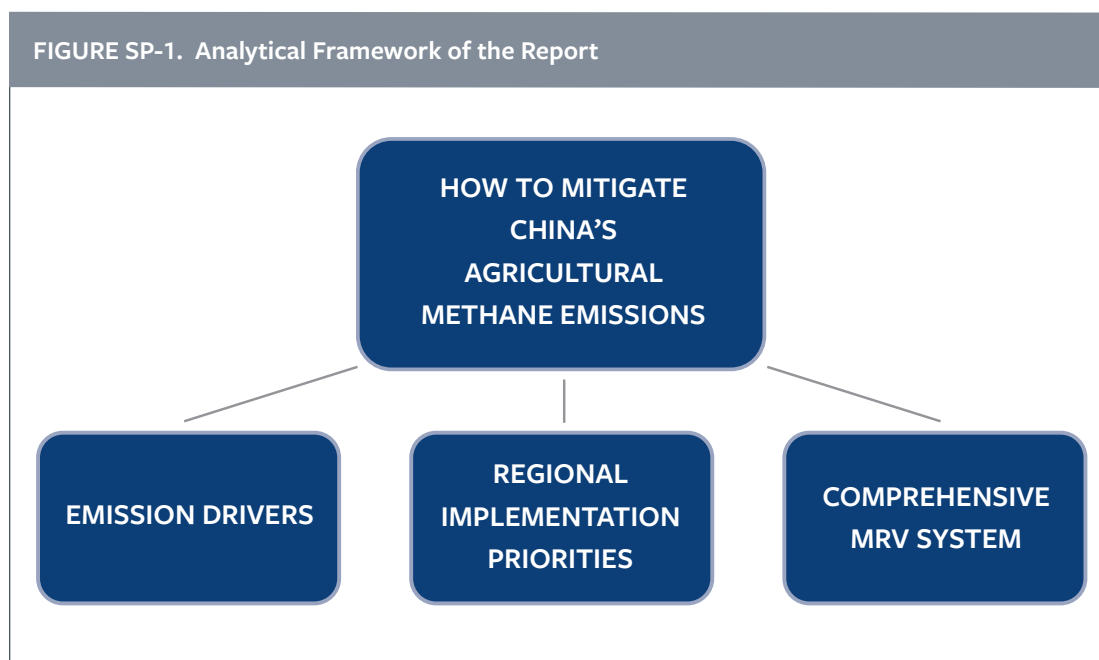 FIGURE SP-1. Analytical Framework of the Report
HOW TO MITIGATE
CHINA’S
AGRICULTURAL
METHANE EMISSIONS
EMISSION DRIVERS
REGIONAL
IMPLEMENTATION
PRIORITIES
COMPREHENSIVE
MRV SYSTEM